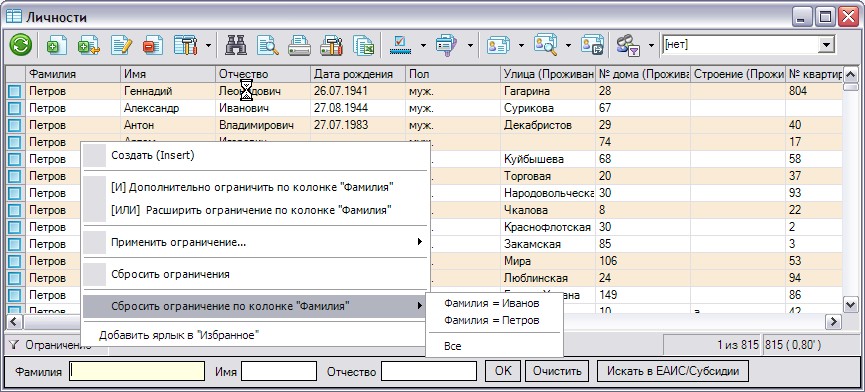 Личности
[нет]
Фамилия Имя Отчество Дата рождения Пол Улица (Проживан № дома (Прожива Строение (Прожи № квартир
Петров Геннадий Леонидович 26.07.1941 муж. Гагарина 28 804
Петров Александр Иванович 27.08.1944 муж. Сурикова 67
Петров Антон Владимирович 27.07.1983 муж. Декабристов 29 40
Петров 74 17
Петров Куйбышева 68 58
Петров Торговая 20 37
Петров Народовольческа 30 93
Петров Чкалова 8 22
Петров Краснофлотская 30 2
Петров Закамская 85 3
Петров Мира 106 53
Петров Люблинская 24 94
Петров 149 86
10 а 42
Создать (Insert)
[И] Дополнительно ограничить по колонке "Фамилия"
[ИЛИ] Расширить ограничение по колонке "Фамилия"
Применить ограничение...
Сбросить ограничения
Сбросить ограничение по колонке "Фамилия"
Добавить ярлык в "Избранное"
Фамилия = Иванов
Фамилия = Петров
Все
Ограничение 1 из 815 815 ( 0,80' )
Фамилия Имя Отчество OK Очистить Искать в ЕАИС/Субсидии